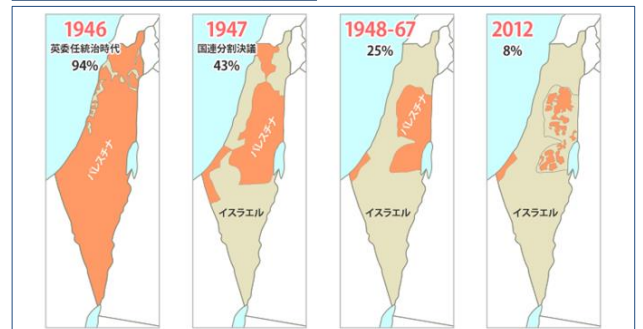 1946
英委任統治時代
94%
パレスチナ
1947
国連分割決議
43%
パレスチナ
イスラエル
1948-67
25%
パレスチナ
イスラエル
2012
8%
イスラエル